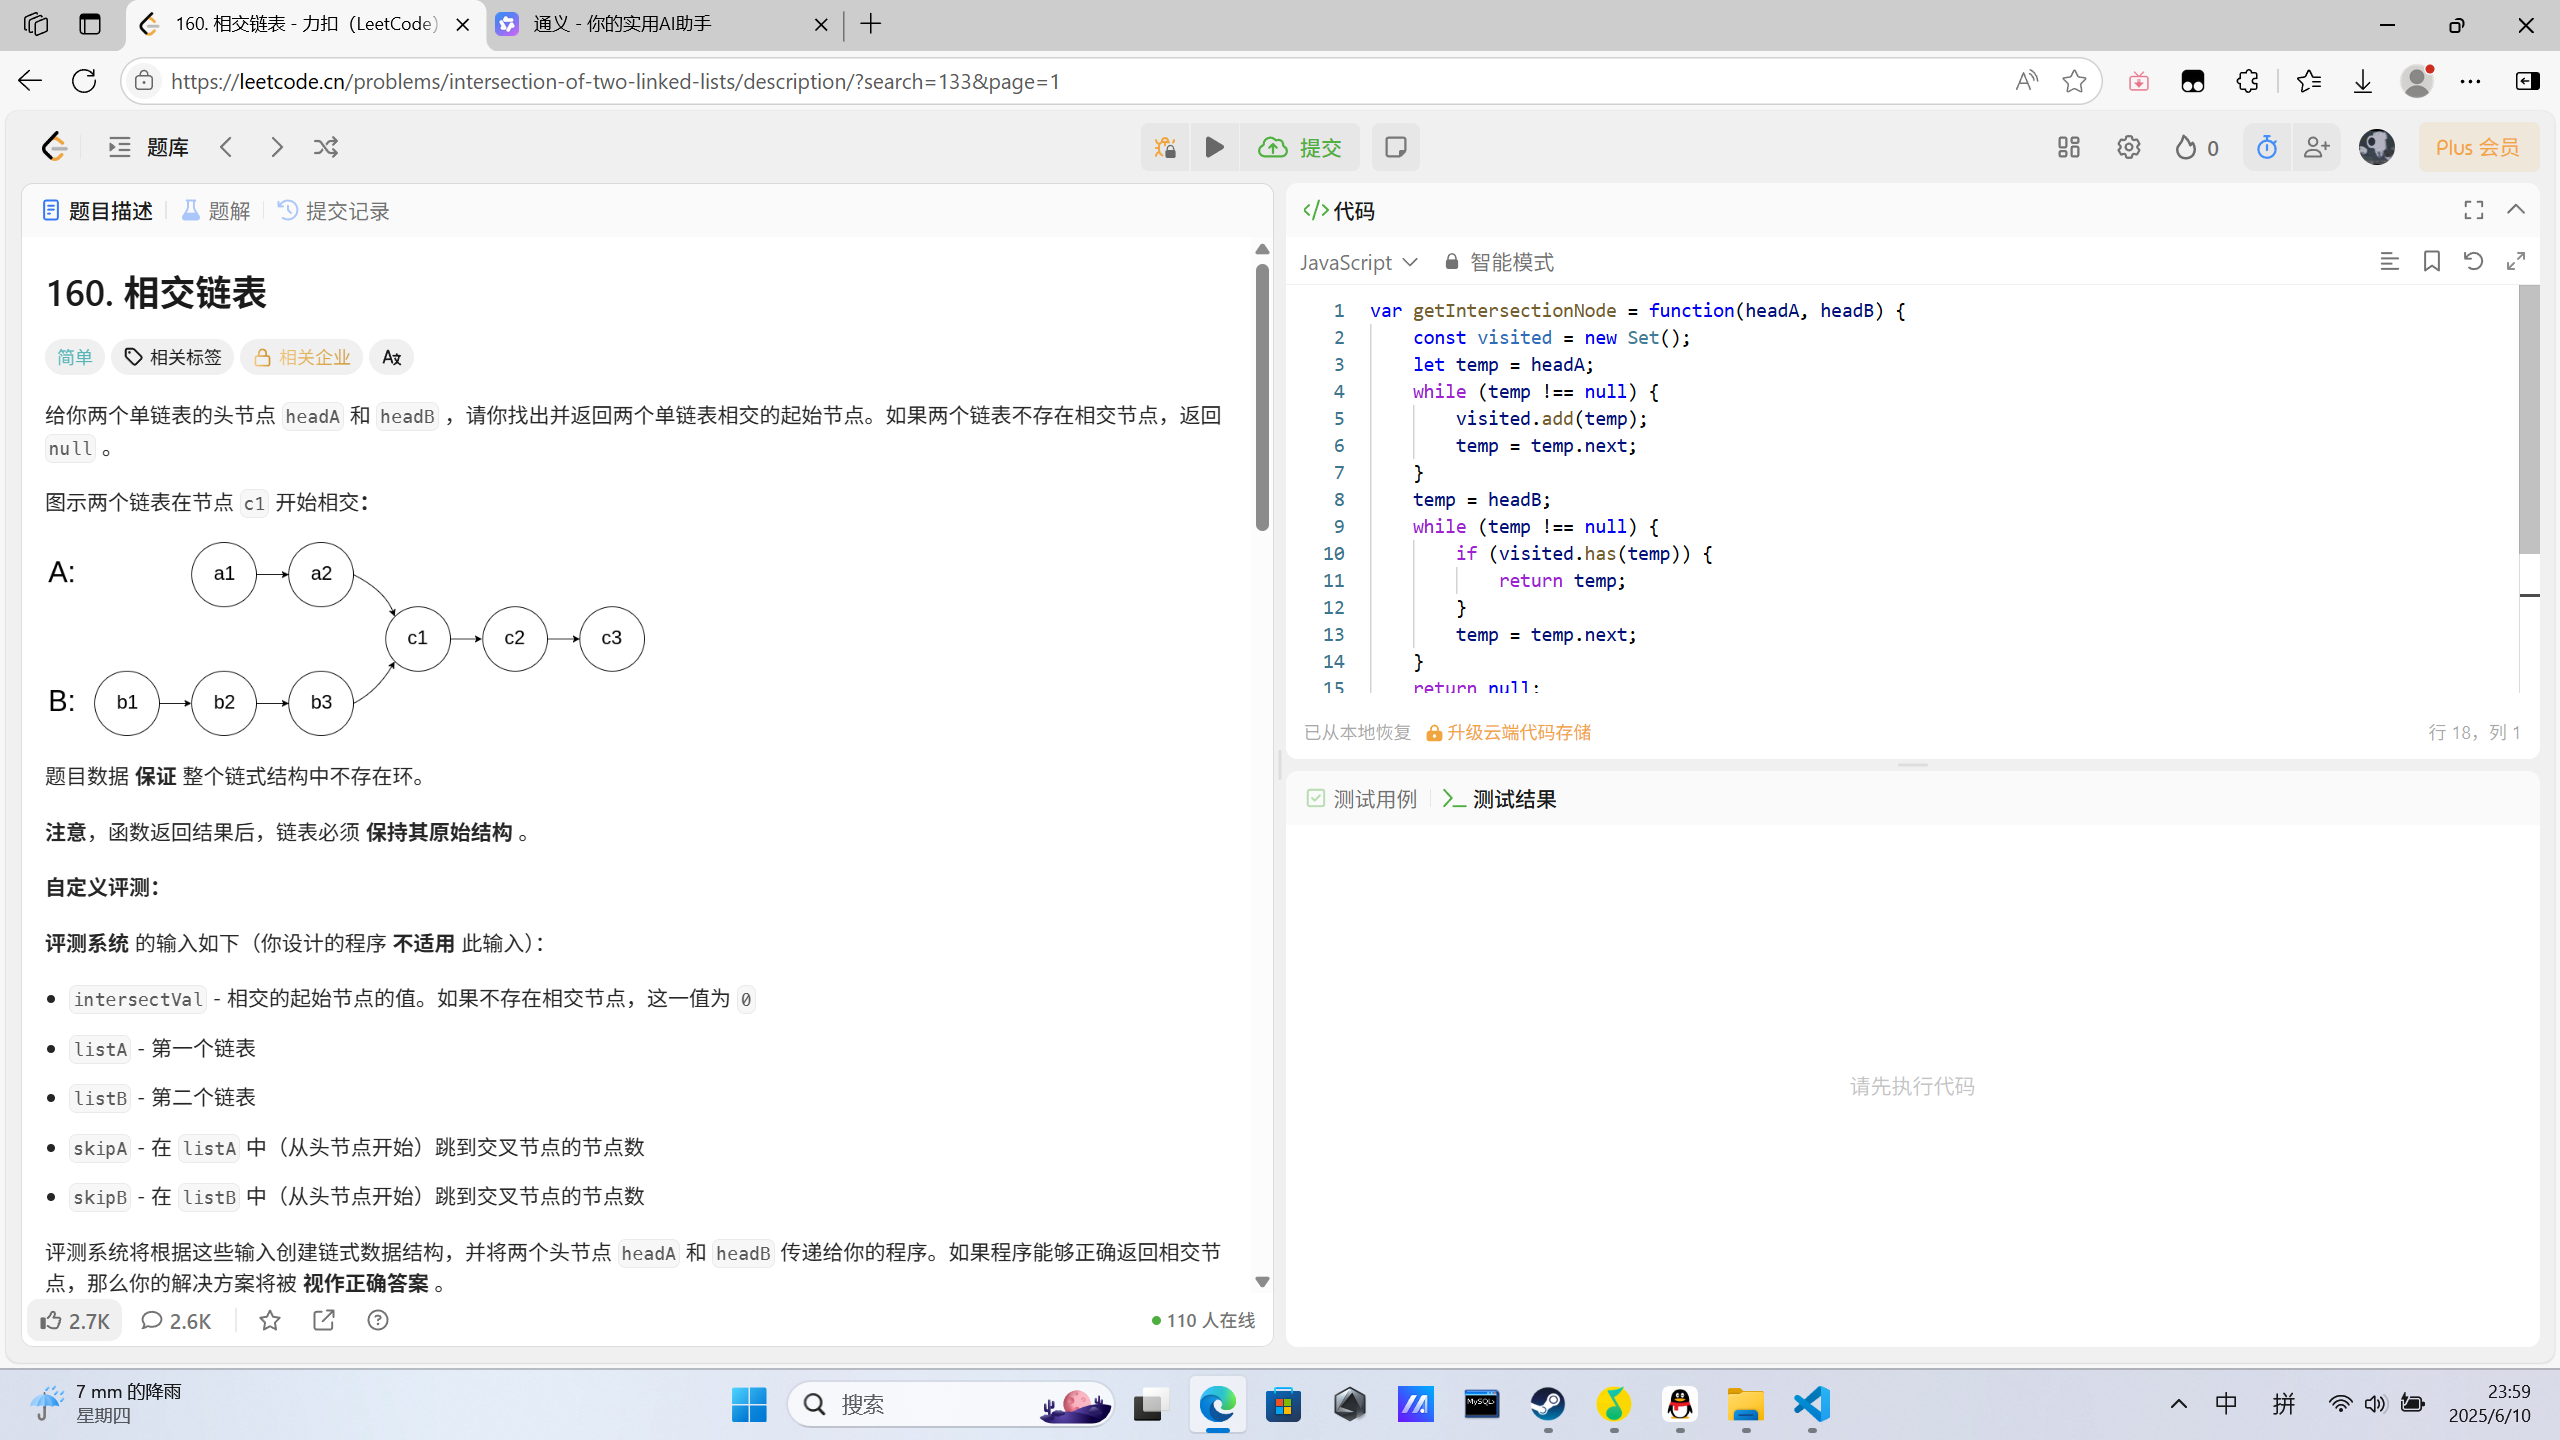 160. 相交链表 - 力扣（LeetCode）
通义 - 你的实用AI助手
https://leetcode.cn/problems/intersection-of-two-linked-lists/description/?search=133&page=1
题库
提交
0
Plus 会员
题目描述
题解
提交记录
160. 相交链表
简单
相关标签
相关企业
给你两个单链表的头节点 headA 和 headB ，请你找出并返回两个单链表相交的起始节点。如果两个链表不存在相交节点，返回
null 。
图示两个链表在节点 c1 开始相交：
A:
a1
a2
c1
c2
c3
B:
b1
b2
b3
题目数据 保证 整个链式结构中不存在环。
注意，函数返回结果后，链表必须 保持其原始结构 。
自定义评测：
评测系统 的输入如下（你设计的程序 不适用 此输入）：
• intersectVal - 相交的起始节点的值。如果不存在相交节点，这一值为 0
• listA - 第一个链表
• listB - 第二个链表
• skipA - 在 listA 中（从头节点开始）跳到交叉节点的节点数
• skipB - 在 listB 中（从头节点开始）跳到交叉节点的节点数
评测系统将根据这些输入创建链式数据结构，并将两个头节点 headA 和 headB 传递给你的程序。如果程序能够正确返回相交节
点，那么你的解决方案将被 视作正确答案 。
2.7K
2.6K
110 人在线
代码
JavaScript
智能模式
1 var getIntersectionNode = function(headA, headB) {
2 const visited = new Set();
3 let temp = headA;
4 while (temp !== null) {
5 visited.add(temp);
6 temp = temp.next;
7 }
8 temp = headB;
9 while (temp !== null) {
10 if (visited.has(temp)) {
11 return temp;
12 }
13 temp = temp.next;
14 }
15 return null;
已从本地恢复
升级云端代码存储
行 18，列 1
测试用例
测试结果
请先执行代码
7 mm 的降雨
星期四
搜索
MySQL
中
拼
23:59
2025/6/10